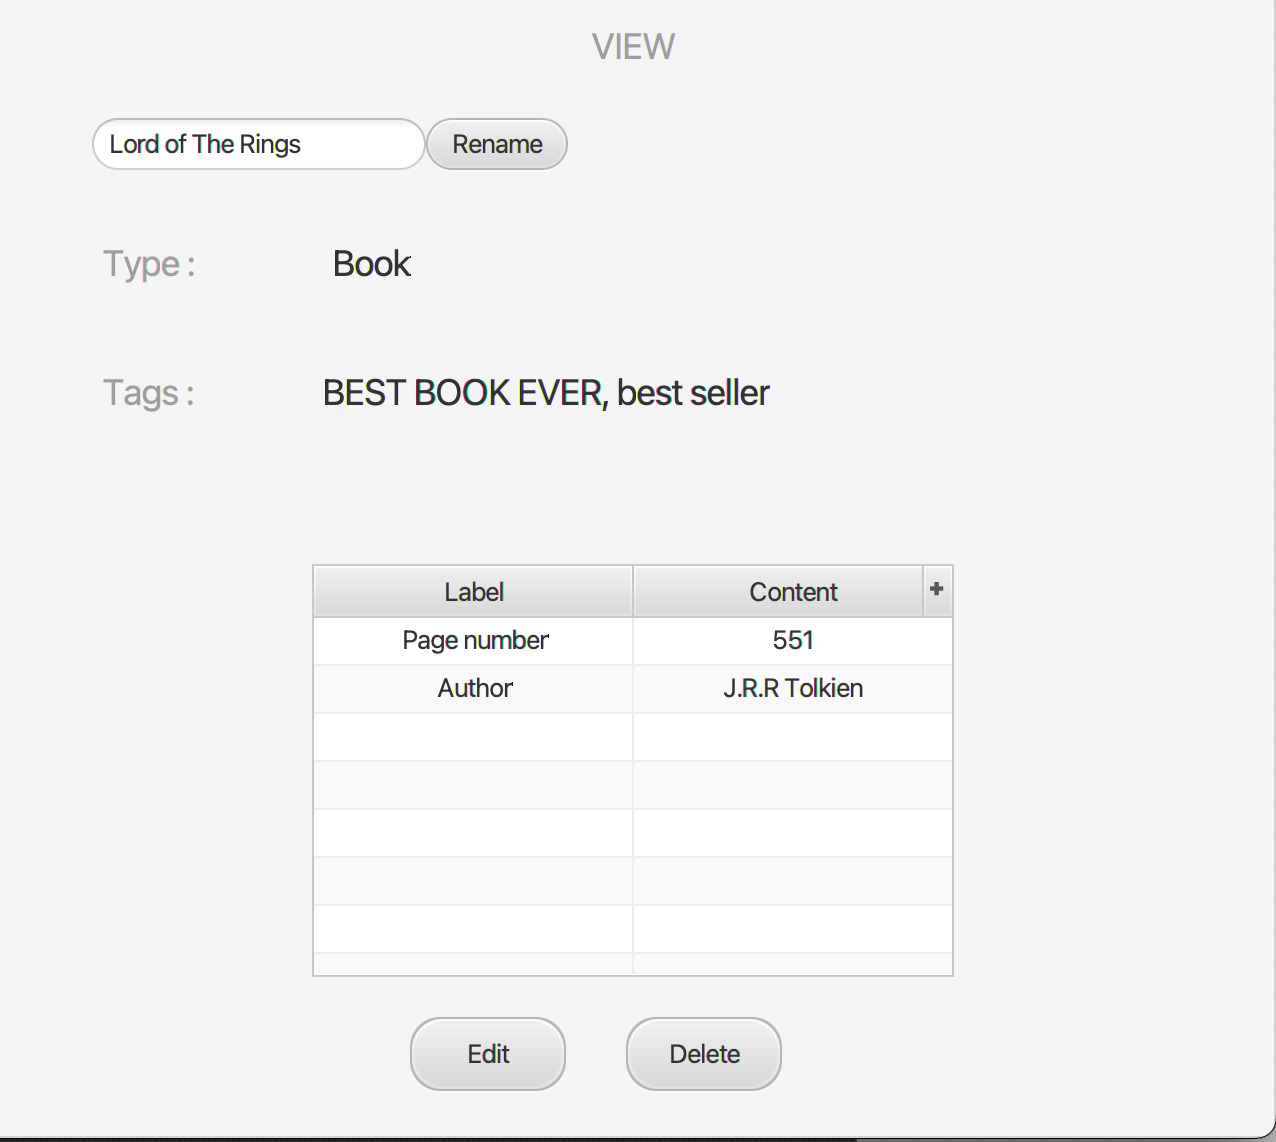 VIEW
Lord of The Rings Rename
Type : Book
Tags : BEST BOOK EVER, best seller
Label Content +
Page number 551
Author J.R.R Tolkien
Edit Delete